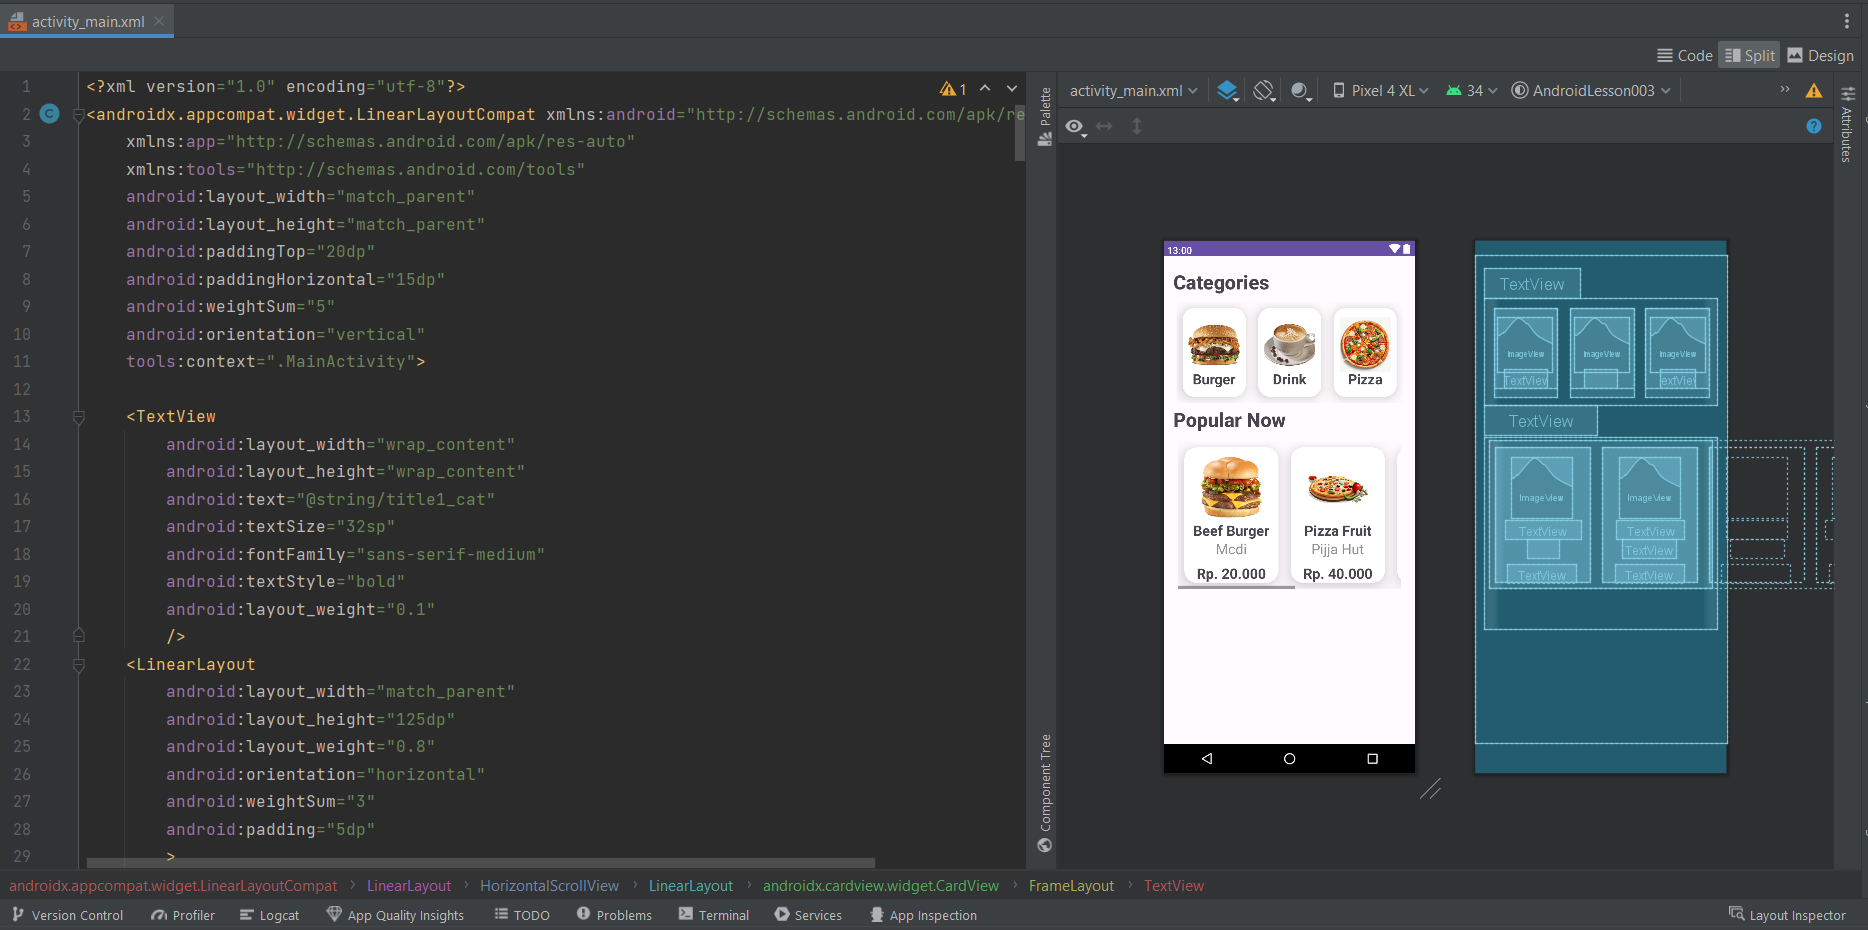 activity_main.xml
Code Split Design
1 <?xml version="1.0" encoding="utf-8"?>
1
2 <androidx.appcompat.widget.LinearLayoutCompat xmlns:android="http://schemas.android.com/apk/re
3 xmlns:app="http://schemas.android.com/apk/res-auto"
4 xmlns:tools="http://schemas.android.com/tools"
5 android:layout_width="match_parent"
6 android:layout_height="match_parent"
7 android:paddingTop="20dp"
8 android:paddingHorizontal="15dp"
9 android:weightSum="5"
10 android:orientation="vertical"
11 tools:context=".MainActivity">
12
13 <TextView
14 android:layout_width="wrap_content"
15 android:layout_height="wrap_content"
16 android:text="@string/title1_cat"
17 android:textSize="32sp"
18 android:fontFamily="sans-serif-medium"
19 android:textStyle="bold"
20 android:layout_weight="0.1"
21 />
22 <LinearLayout
23 android:layout_width="match_parent"
24 android:layout_height="125dp"
25 android:layout_weight="0.8"
26 android:orientation="horizontal"
27 android:weightSum="3"
28 android:padding="5dp"
29 >
Palette
Component Tree
activity_main.xml Pixel 4 XL 34 AndroidLesson003 »
Attributes
13:00
Categories
Burger Drink Pizza
Popular Now
Beef Burger Pizza Fruit
Mcdi Pijja Hut
Rp. 20.000 Rp. 40.000
TextView
ImageView ImageView ImageView
TextView extView
TextView
ImageView ImageView
TextView TextView
TextView
TextView TextView
androidx.appcompat.widget.LinearLayoutCompat › LinearLayout › HorizontalScrollView › LinearLayout › androidx.cardview.widget.CardView › FrameLayout › TextView
Version Control Profiler Logcat App Quality Insights TODO Problems Terminal Services App Inspection Layout Inspector